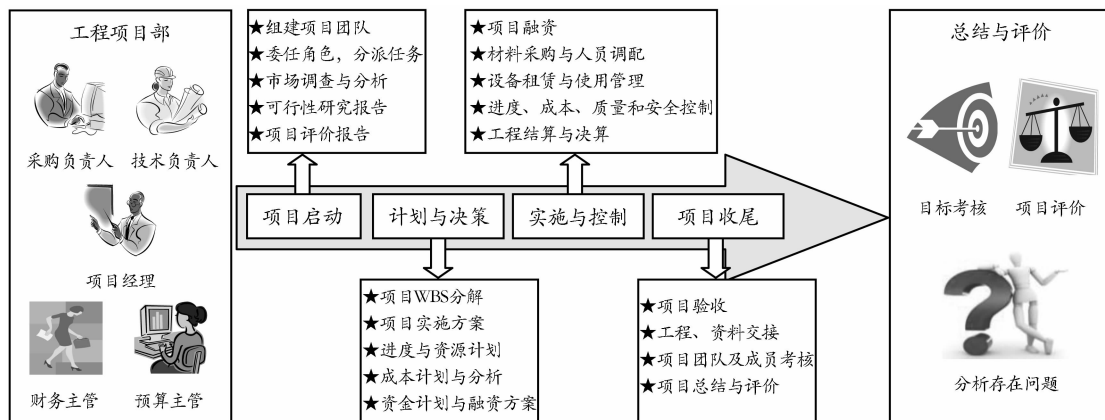 工程项目部
采购负责人
技术负责人
项目经理
财务主管
预算主管
★组建项目团队
★委任角色，分派任务
★市场调查与分析
★可行性研究报告
★项目评价报告
★项目融资
★材料采购与人员调配
★设备租赁与使用管理
★进度、成本、质量和安全控制
★工程结算与决算
项目启动
计划与决策
实施与控制
项目收尾
★项目WBS分解
★项目实施方案
★进度与资源计划
★成本计划与分析
★资金计划与融资方案
★项目验收
★工程、资料交接
★项目团队及成员考核
★项目总结与评价
总结与评价
目标考核
项目评价
分析存在问题